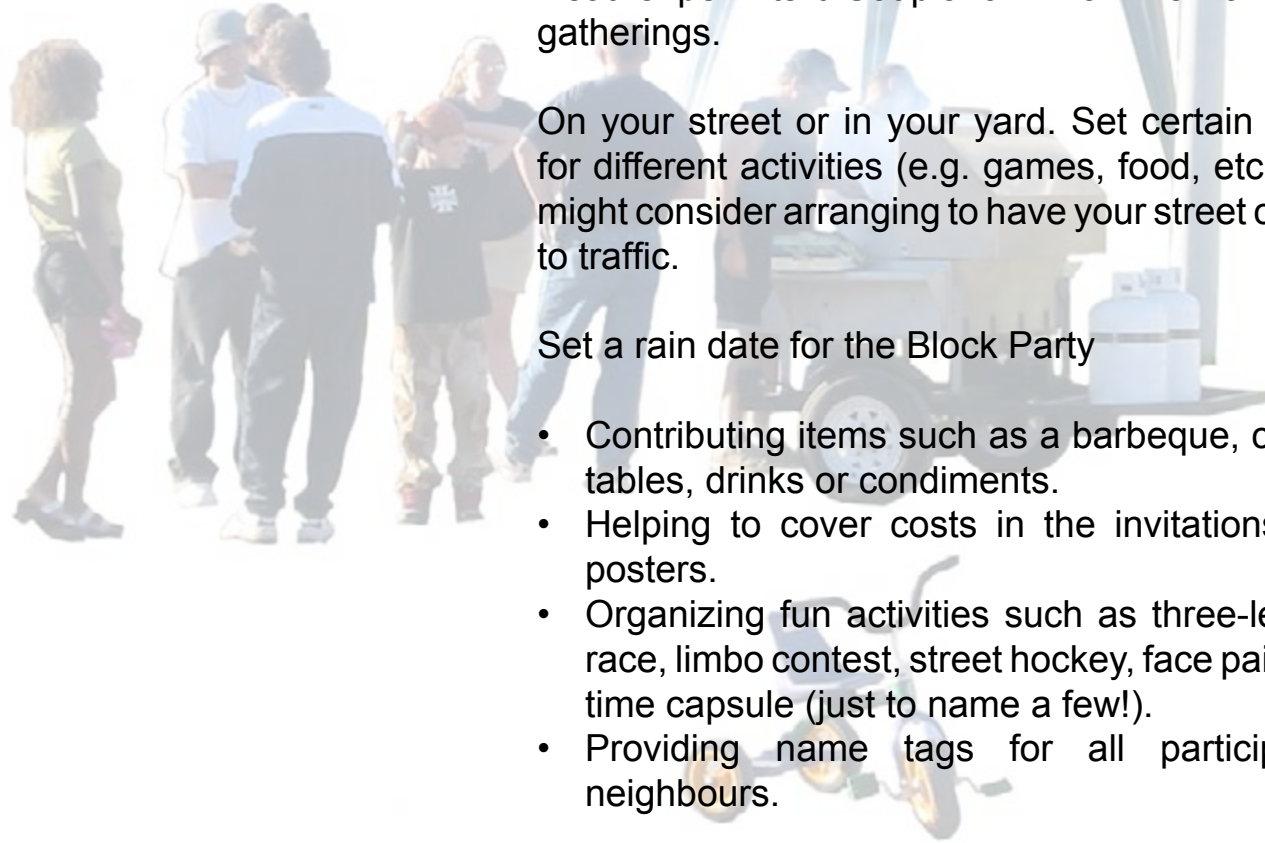 gatherings.
On your street or in your yard. Set certain
for different activities (e.g. games, food, etc
might consider arranging to have your street
to traffic.
Set a rain date for the Block Party
• Contributing items such as a barbeque,
tables, drinks or condiments.
• Helping to cover costs in the invitations
posters.
• Organizing fun activities such as three-le
race, limbo contest, street hockey, face pai
time capsule (just to name a few!).
• Providing name tags for all particip
neighbours.